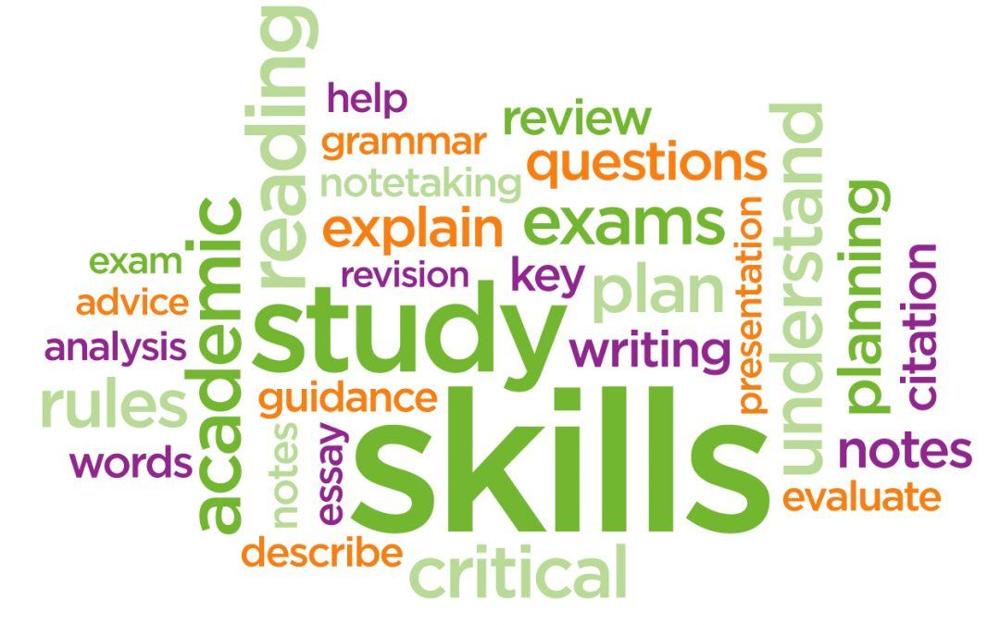 reading
help
grammar
notetaking
explain
revision
review
questions
exams
key
plan
writing
presentation
understand
planning
citation
exam
advice
analysis
rules
words
academic
study
skills
guidance
notes
essay
describe
critical
notes
evaluate